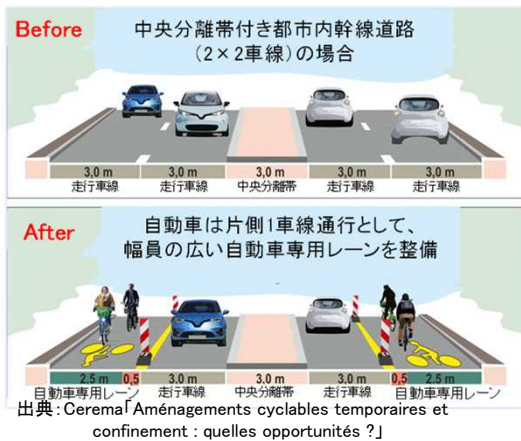 Before
中央分離帯付き都市内幹線道路
(2×2車線)の場合
3,0 m 3,0 m 3,0 m 3,0 m 3,0 m
走行車線 走行車線 中央分離帯 走行車線 走行車線
After
自動車は片側1車線通行として、
幅員の広い自動車専用レーンを整備
2,5 m 0,5 3,0 m 3,0 m 3,0 m 0,5 2,5 m
自動車専用レーン 走行車線 中央分離帯 走行車線 自動車専用レーン
出典:Cerema「Aménagements cyclables temporaires et
confinement : quelles opportunités ?」